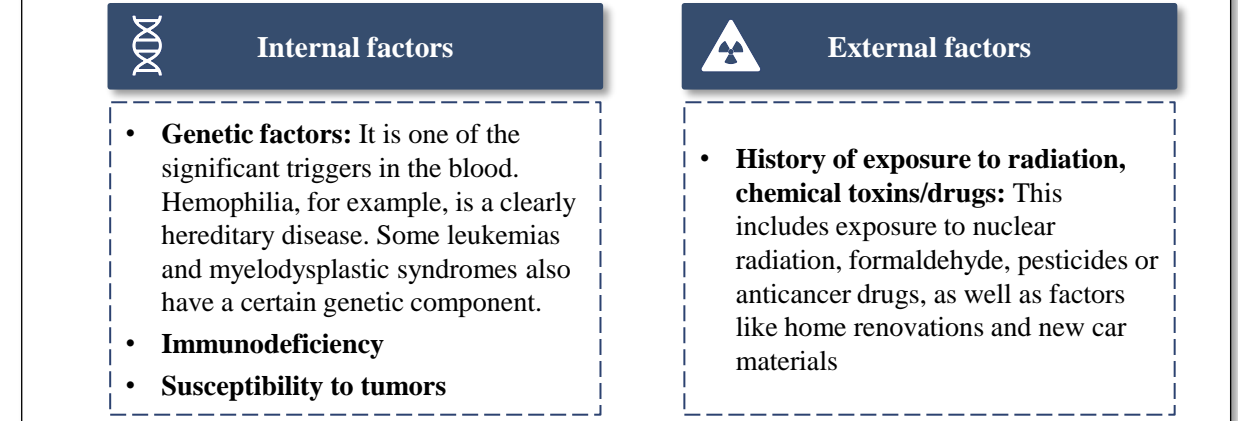 Internal factors
• Genetic factors: It is one of the
significant triggers in the blood.
Hemophilia, for example, is a clearly
hereditary disease. Some leukemias
and myelodysplastic syndromes also
have a certain genetic component.
• Immunodeficiency
• Susceptibility to tumors
External factors
• History of exposure to radiation,
chemical toxins/drugs: This
includes exposure to nuclear
radiation, formaldehyde, pesticides or
anticancer drugs, as well as factors
like home renovations and new car
materials